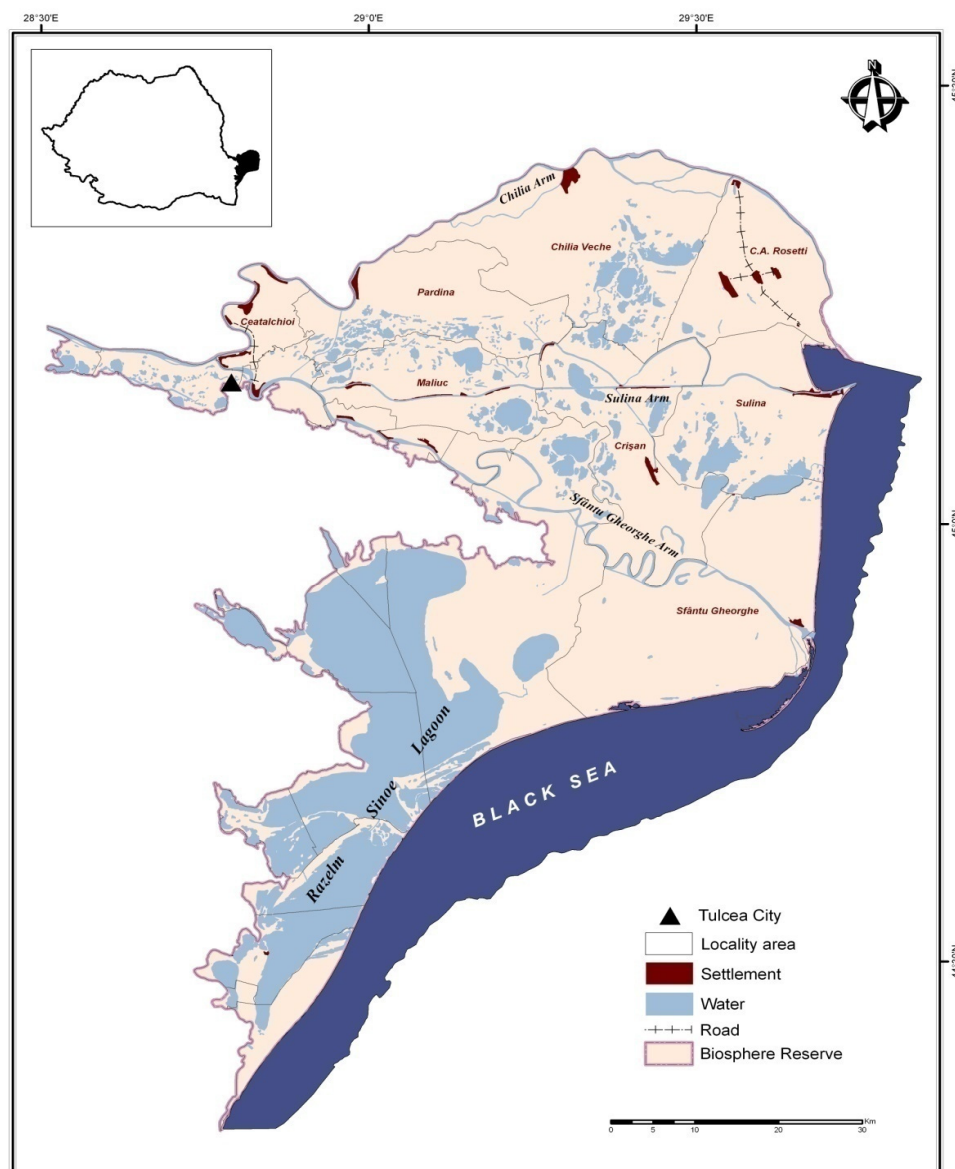 28°30'E
29°0'E
29°30'E
N
Chilia Arm
Chilia Veche
C.A. Rosetti
Pardina
Ceatalchioi
Maliuc
Sulina Arm
Sulina
Crişan
Sfântu Gheorghe Arm
Sfântu Gheorghe
Razelm Sinoe Lagoon
BLACK SEA
Tulcea City
Locality area
Settlement
Water
Road
Biosphere Reserve
Km
0 5 10 20 30